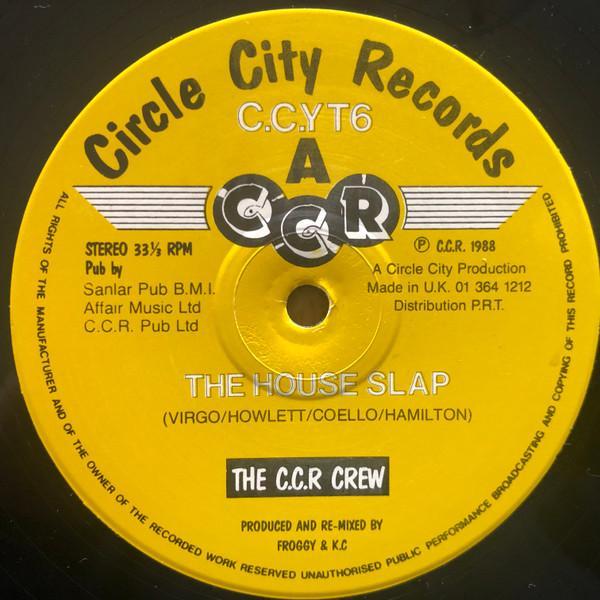 Circle City Records
C.C.Y T6
A
CCR
STEREO 33⅓ RPM
Pub by
Sanlar Pub B.M.I.
Affair Music Ltd
C.C.R. Pub Ltd
℗ C.C.R. 1988
A Circle City Production
Made in U.K. 01 364 1212
Distribution P.R.T.
THE HOUSE SLAP
(VIRGO/HOWLETT/COELLO/HAMILTON)
THE C.C.R CREW
PRODUCED AND RE-MIXED BY
FROGGY & K.C
ALL RIGHTS OF THE MANUFACTURER AND OF THE OWNER OF THE RECORDED WORK RESERVED UNAUTHORISED PUBLIC PERFORMANCE BROADCASTING AND COPYING OF THIS RECORD PROHIBITED